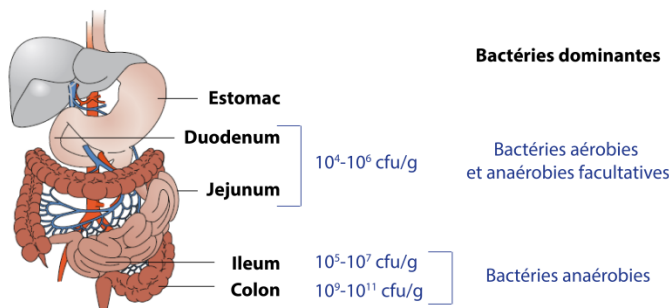 Bactéries dominantes
Estomac
Duodenum
10⁴-10⁶ cfu/g
Bactéries aérobies
et anaérobies facultatives
Jejunum
Ileum
10⁵-10⁷ cfu/g
Bactéries anaérobies
Colon
10⁹-10¹¹ cfu/g